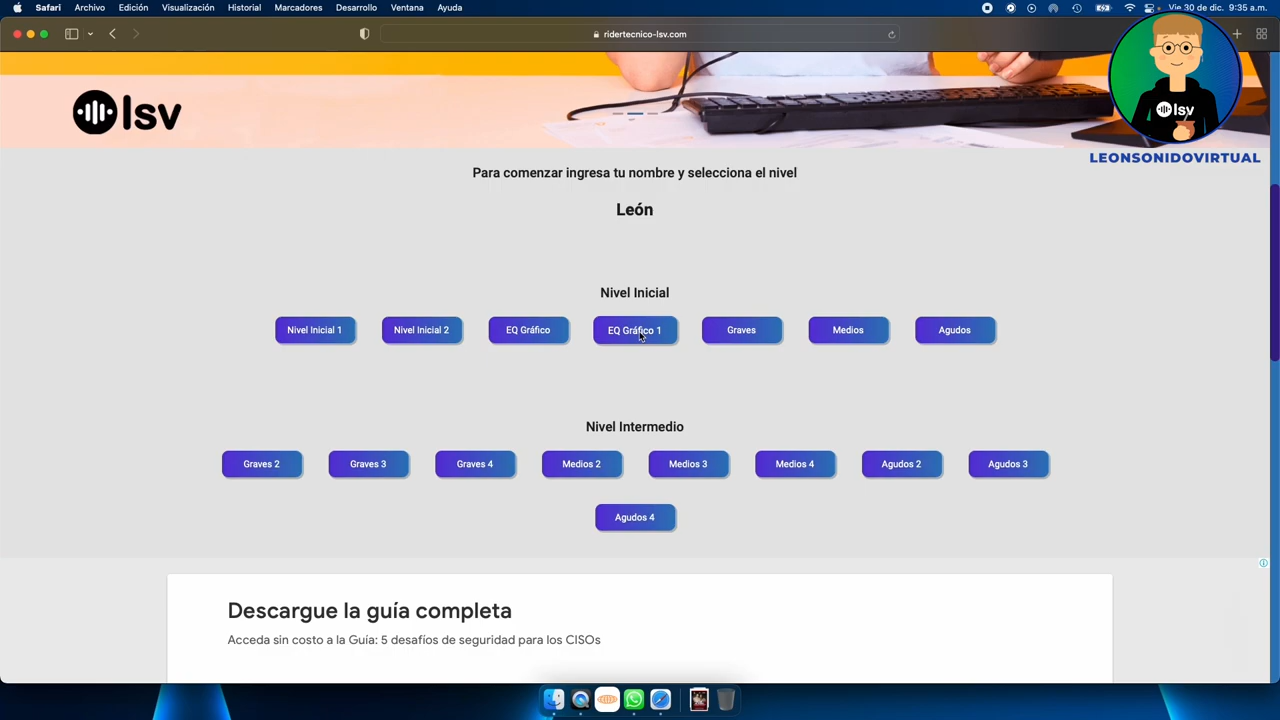 Safari Archivo Edición Visualización Historial Marcadores Desarrollo Ventana Ayuda Vie 30 de dic. 9:35 a.m.
ridertecnico-lsv.com
lsv
lsv
LEONSONIDOVIRTUAL
Para comenzar ingresa tu nombre y selecciona el nivel
León
Nivel Inicial
Nivel Inicial 1 Nivel Inicial 2 EQ Gráfico EQ Gráfico 1 Graves Medios Agudos
Nivel Intermedio
Graves 2 Graves 3 Graves 4 Medios 2 Medios 3 Medios 4 Agudos 2 Agudos 3
Agudos 4
Descargue la guía completa
Acceda sin costo a la Guía: 5 desafíos de seguridad para los CISOs